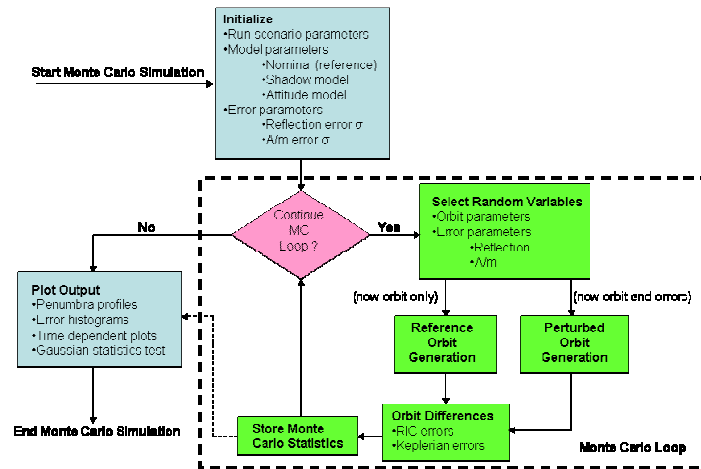 Initialize
•Run scenario parameters
•Model parameters
•Nominal (reference)
•Shadow model
•Attitude model
•Error parameters
•Reflection error σ
•A/m error σ
Start Monte Carlo Simulation
Continue
MC
Loop ?
No
Yes
Select Random Variables
•Orbit parameters
•Error parameters
•Reflection
•A/m
(now orbit only)
(now orbit end errors)
Reference
Orbit
Generation
Perturbed
Orbit
Generation
Plot Output
•Penumbra profiles
•Error histograms
•Time dependent plots
•Gaussian statistics test
Orbit Differences
•RIC errors
•Keplerian errors
Store Monte
Carlo Statistics
End Monte Carlo Simulation
Monte Carlo Loop